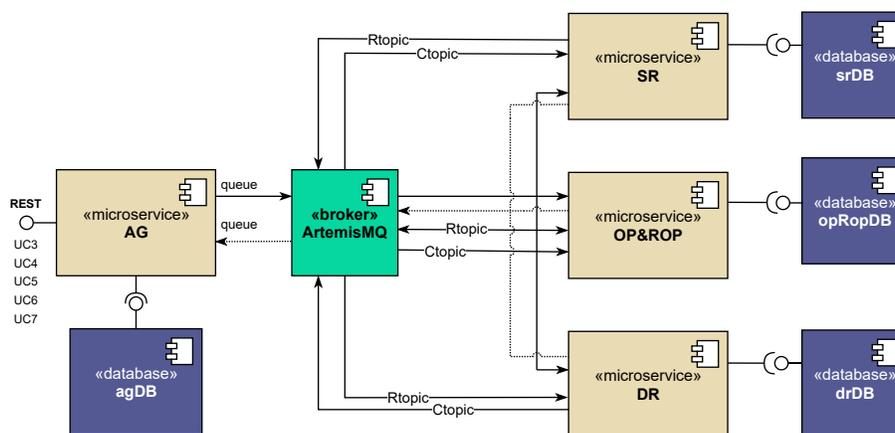 Rtopic
Ctopic
«microservice»
SR
«database»
srDB
REST
UC3
UC4
UC5
UC6
UC7
«microservice»
AG
queue
queue
«broker»
ArtemisMQ
Rtopic
Ctopic
«microservice»
OP&ROP
«database»
opRopDB
«database»
agDB
Rtopic
Ctopic
«microservice»
DR
«database»
drDB